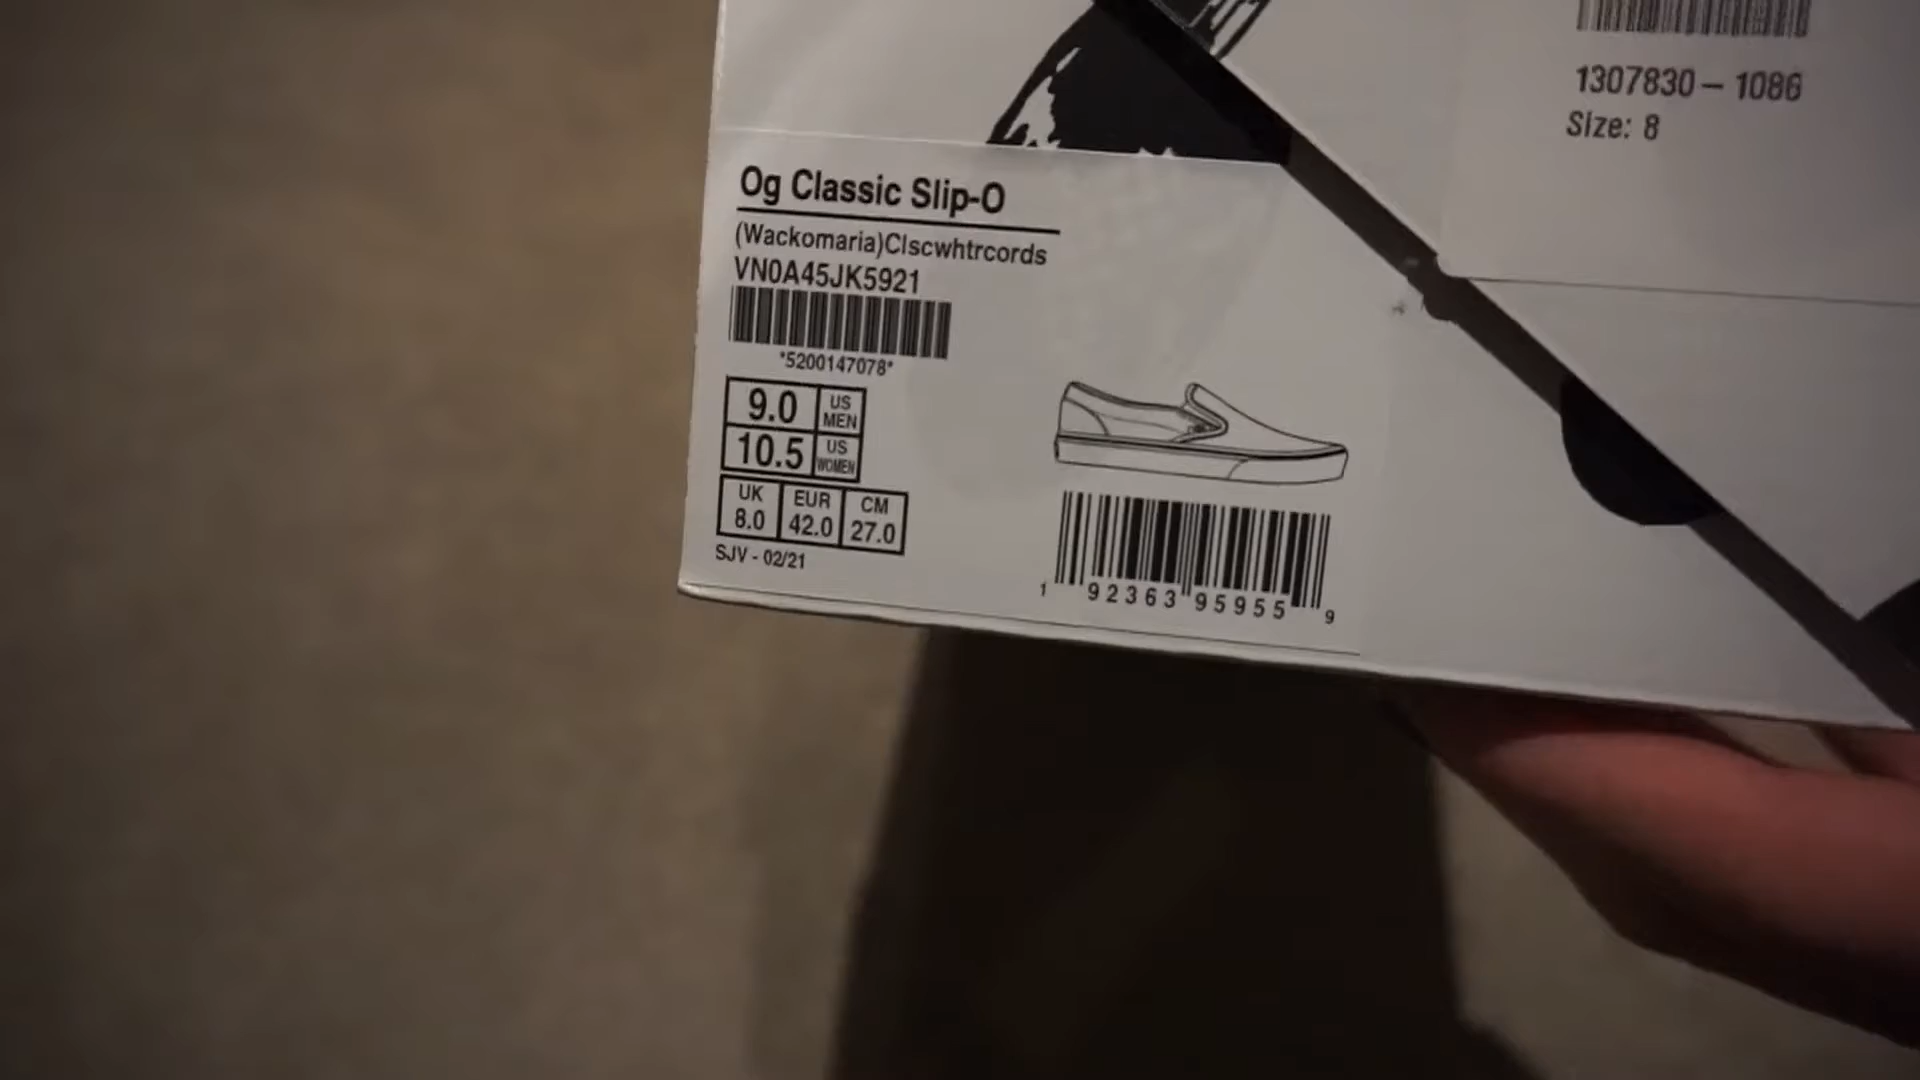 1307830 – 1086
Size: 8
Og Classic Slip-O
(Wackomaria)Clscwhtrcords
VN0A45JK5921
*5200147078*
9.0 US MEN
10.5 US WOMEN
UK EUR CM
8.0 42.0 27.0
SJV - 02/21
1 92363 95955 9